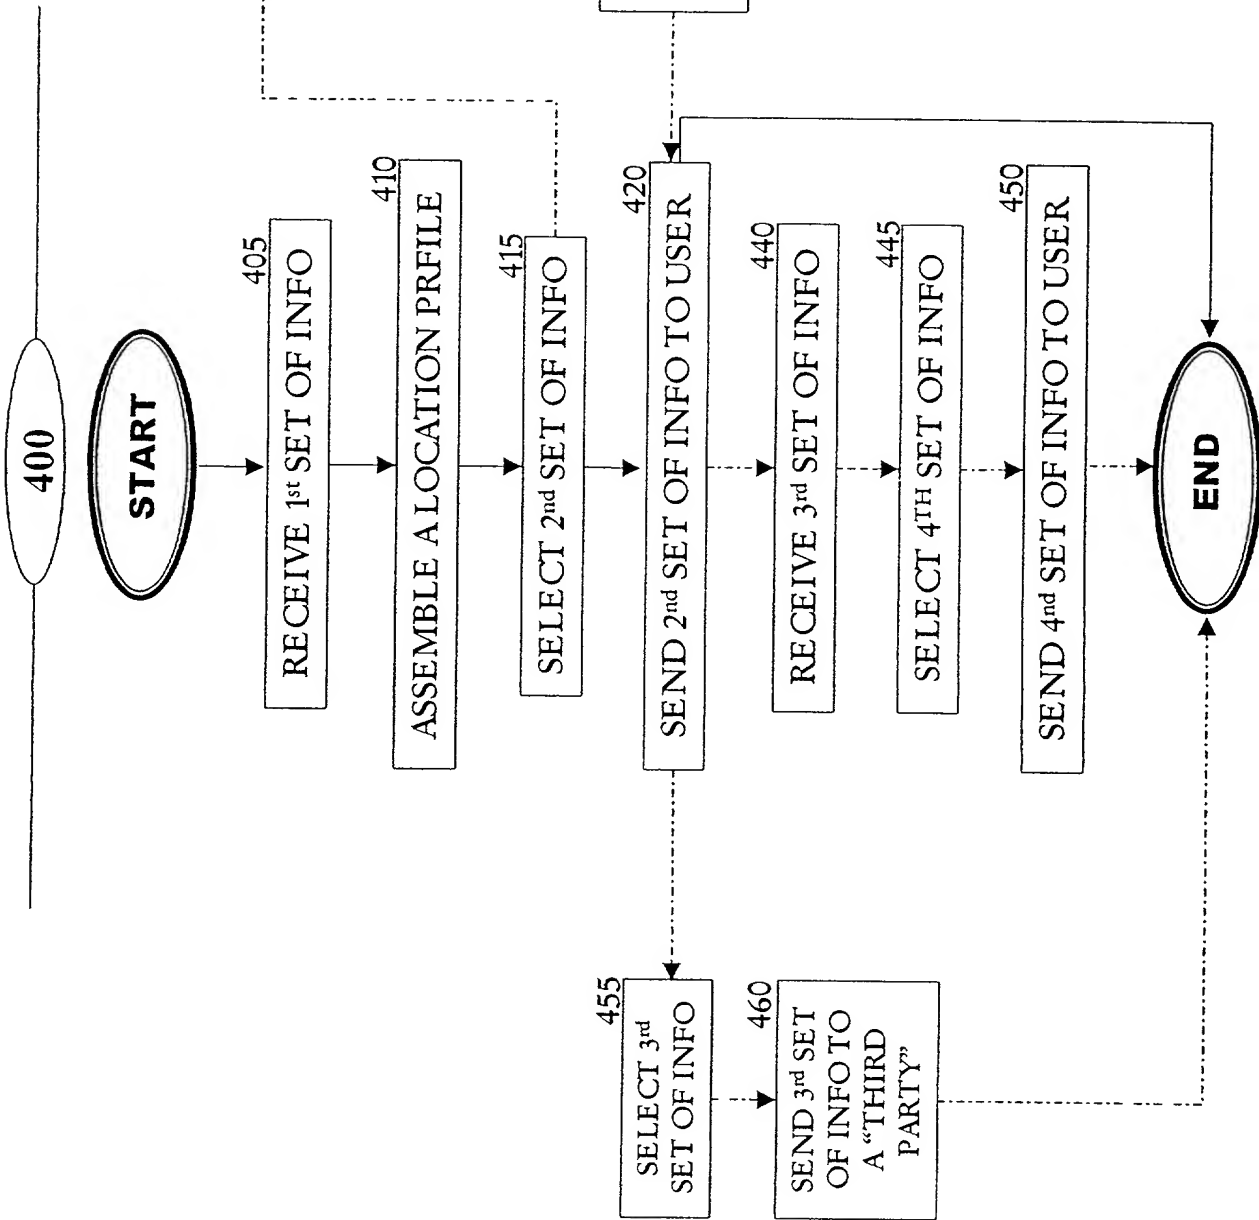 400
START
405
RECEIVE 1st SET OF INFO
410
ASSEMBLE A LOCATION PRFILE
415
SELECT 2nd SET OF INFO
420
SEND 2nd SET OF INFO TO USER
440
RECEIVE 3rd SET OF INFO
445
SELECT 4TH SET OF INFO
450
SEND 4nd SET OF INFO TO USER
455
SELECT 3rd
SET OF INFO
460
SEND 3rd SET
OF INFO TO
A “THIRD
PARTY”
END